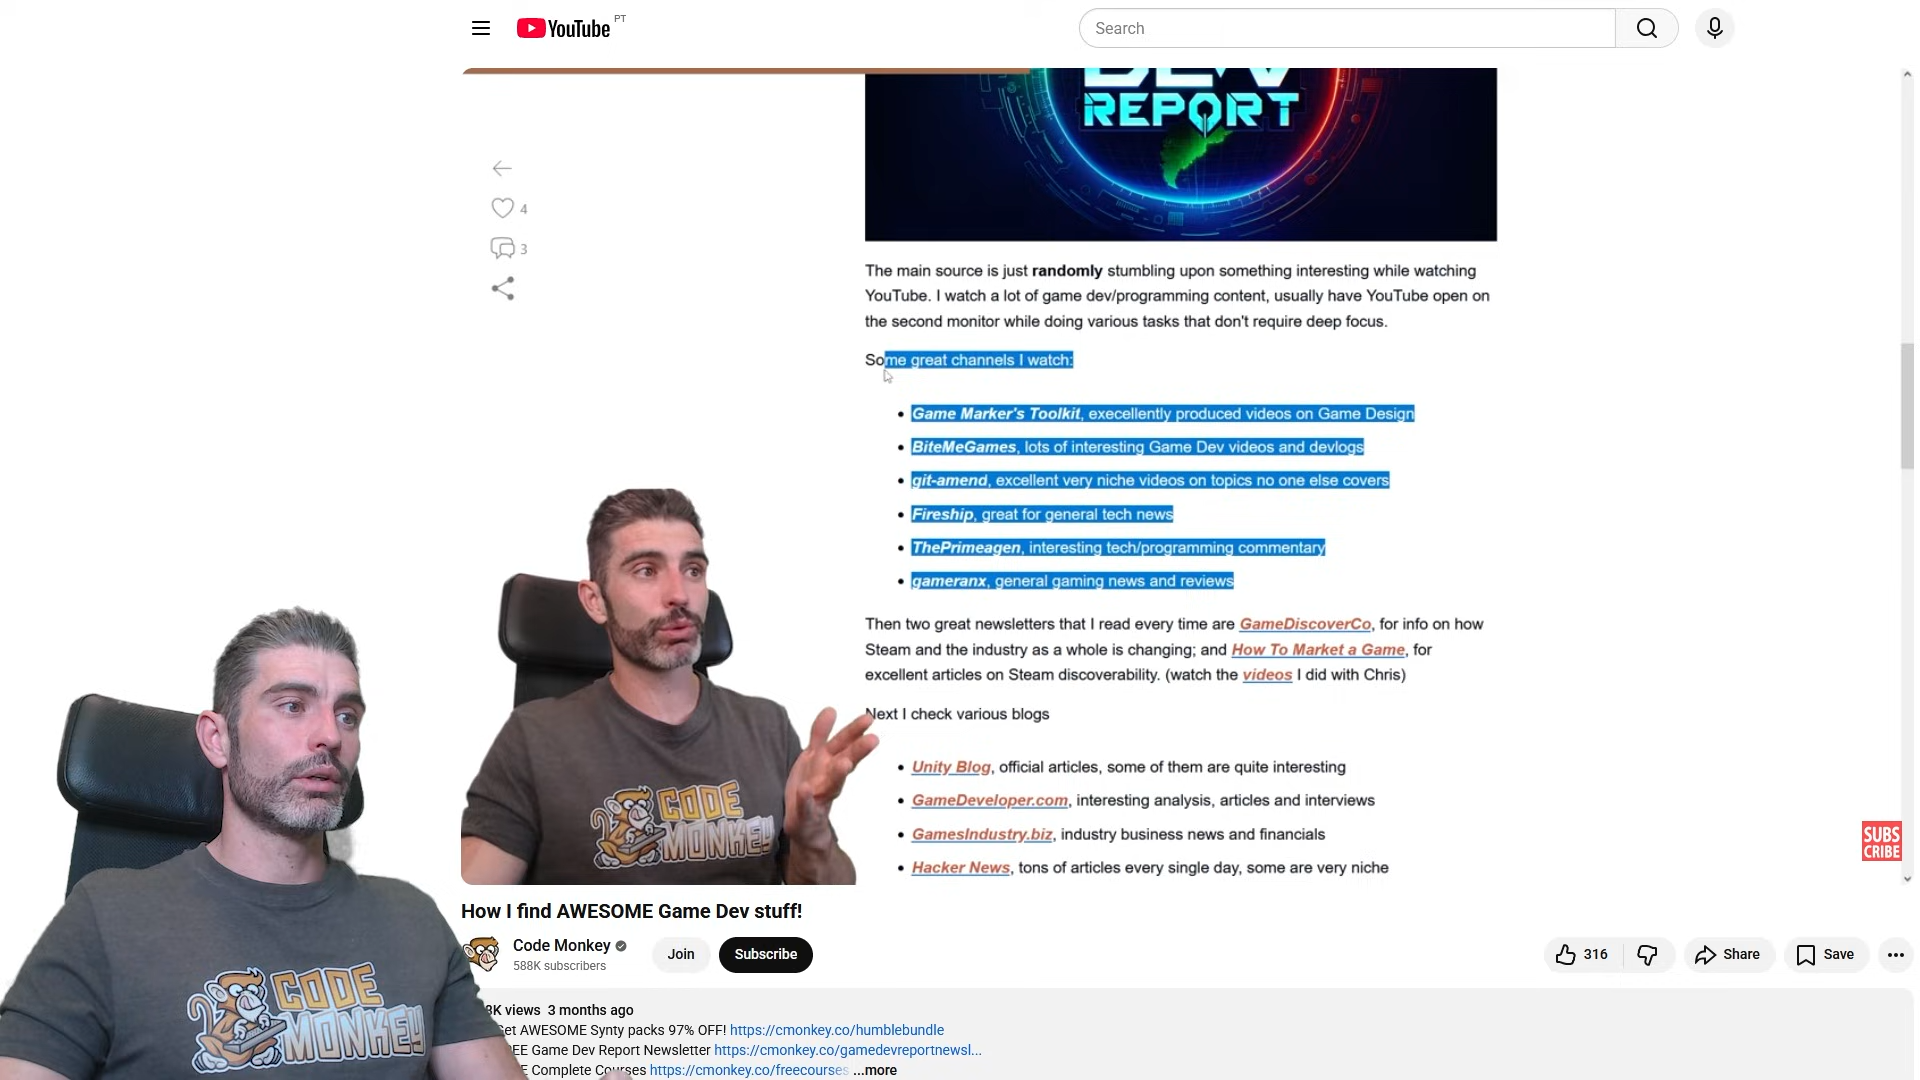 YouTube PT
Search
DEV
REPORT
4
3
The main source is just randomly stumbling upon something interesting while watching
YouTube. I watch a lot of game dev/programming content, usually have YouTube open on
the second monitor while doing various tasks that don't require deep focus.
Some great channels I watch:
• Game Marker's Toolkit, execellently produced videos on Game Design
• BiteMeGames, lots of interesting Game Dev videos and devlogs
• git-amend, excellent very niche videos on topics no one else covers
• Fireship, great for general tech news
• ThePrimeagen, interesting tech/programming commentary
• gameranx, general gaming news and reviews
Then two great newsletters that I read every time are GameDiscoverCo, for info on how
Steam and the industry as a whole is changing; and How To Market a Game, for
excellent articles on Steam discoverability. (watch the videos I did with Chris)
Next I check various blogs
• Unity Blog, official articles, some of them are quite interesting
• GameDeveloper.com, interesting analysis, articles and interviews
• GamesIndustry.biz, industry business news and financials
• Hacker News, tons of articles every single day, some are very niche
CODE
MONKEY
SUBS
CRIBE
How I find AWESOME Game Dev stuff!
Code Monkey
588K subscribers
Join
Subscribe
316
Share
Save
CODE
MONKEY
8K views 3 months ago
Get AWESOME Synty packs 97% OFF! https://cmonkey.co/humblebundle
EE Game Dev Report Newsletter https://cmonkey.co/gamedevreportnewsl...
E Complete Courses https://cmonkey.co/freecourses ...more